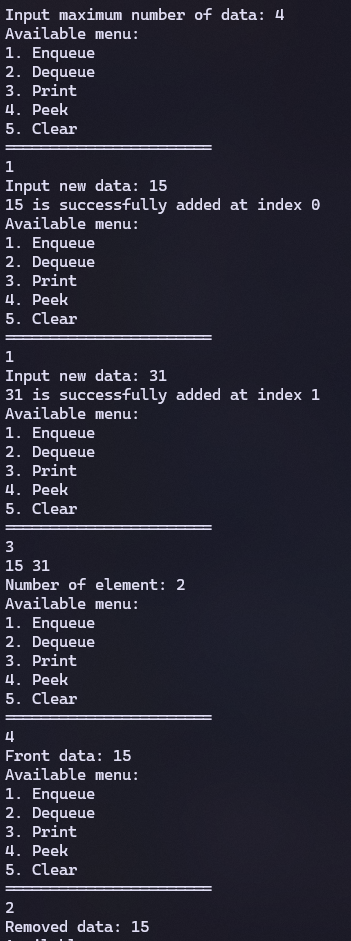 Input maximum number of data: 4
Available menu:
1. Enqueue
2. Dequeue
3. Print
4. Peek
5. Clear
=======================
1
Input new data: 15
15 is successfully added at index 0
Available menu:
1. Enqueue
2. Dequeue
3. Print
4. Peek
5. Clear
=======================
1
Input new data: 31
31 is successfully added at index 1
Available menu:
1. Enqueue
2. Dequeue
3. Print
4. Peek
5. Clear
=======================
3
15 31
Number of element: 2
Available menu:
1. Enqueue
2. Dequeue
3. Print
4. Peek
5. Clear
=======================
4
Front data: 15
Available menu:
1. Enqueue
2. Dequeue
3. Print
4. Peek
5. Clear
=======================
2
Removed data: 15